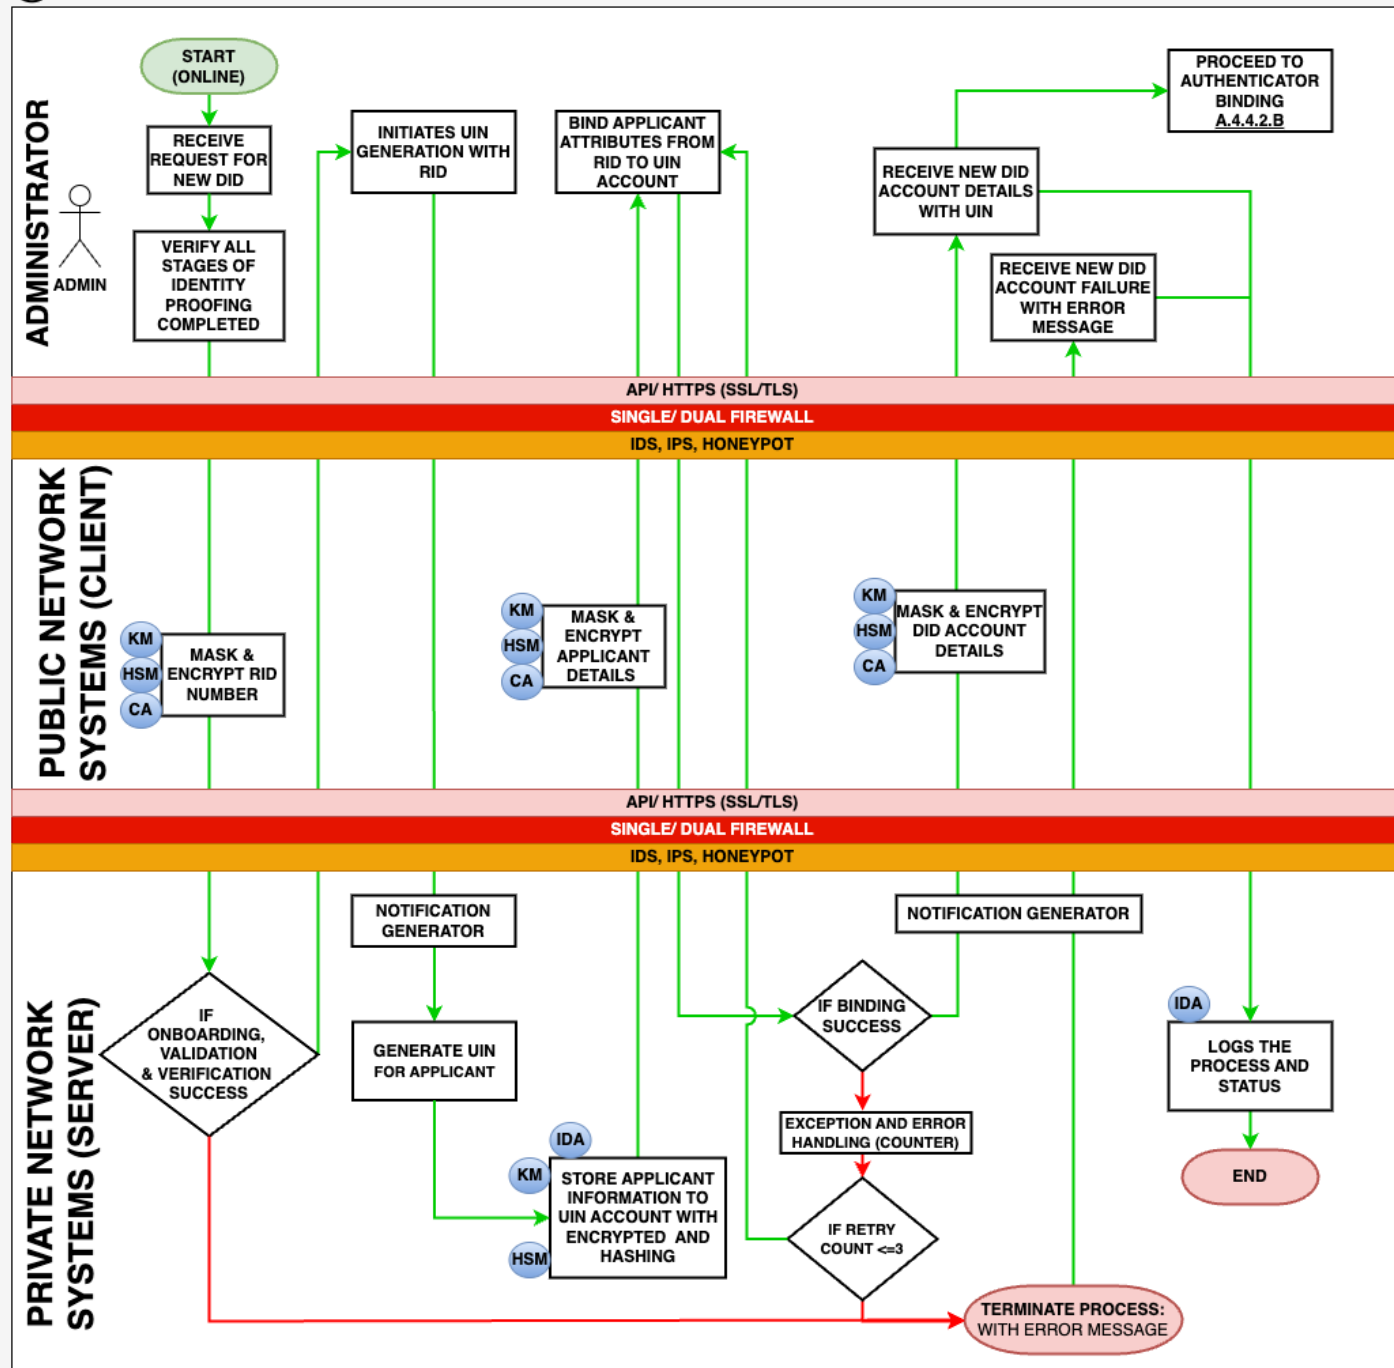 START
(ONLINE)
RECEIVE
REQUEST FOR
NEW DID
VERIFY ALL
STAGES OF
IDENTITY
PROOFING
COMPLETED
ADMINISTRATOR
ADMIN
INITIATES UIN
GENERATION WITH
RID
BIND APPLICANT
ATTRIBUTES FROM
RID TO UIN
ACCOUNT
RECEIVE NEW DID
ACCOUNT DETAILS
WITH UIN
RECEIVE NEW DID
ACCOUNT FAILURE
WITH ERROR
MESSAGE
PROCEED TO
AUTHENTICATOR
BINDING
A.4.4.2.B
API/ HTTPS (SSL/TLS)
SINGLE/ DUAL FIREWALL
IDS, IPS, HONEYPOT
PUBLIC NETWORK
SYSTEMS (CLIENT)
KM
HSM
CA
MASK &
ENCRYPT RID
NUMBER
KM
HSM
CA
MASK &
ENCRYPT
APPLICANT
DETAILS
KM
HSM
CA
MASK & ENCRYPT
DID ACCOUNT
DETAILS
API/ HTTPS (SSL/TLS)
SINGLE/ DUAL FIREWALL
IDS, IPS, HONEYPOT
PRIVATE NETWORK
SYSTEMS (SERVER)
IF
ONBOARDING,
VALIDATION
& VERIFICATION
SUCCESS
NOTIFICATION
GENERATOR
GENERATE UIN
FOR APPLICANT
IDA
KM
HSM
STORE APPLICANT
INFORMATION TO
UIN ACCOUNT WITH
ENCRYPTED AND
HASHING
NOTIFICATION GENERATOR
IF BINDING
SUCCESS
EXCEPTION AND ERROR
HANDLING (COUNTER)
IF RETRY
COUNT <=3
TERMINATE PROCESS:
WITH ERROR MESSAGE
IDA
LOGS THE
PROCESS AND
STATUS
END